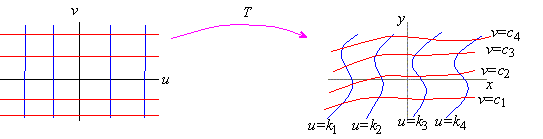 v
T
u
y
v=c₄
v=c₃
v=c₂
x
v=c₁
u=k₁ u=k₂ u=k₃ u=k₄